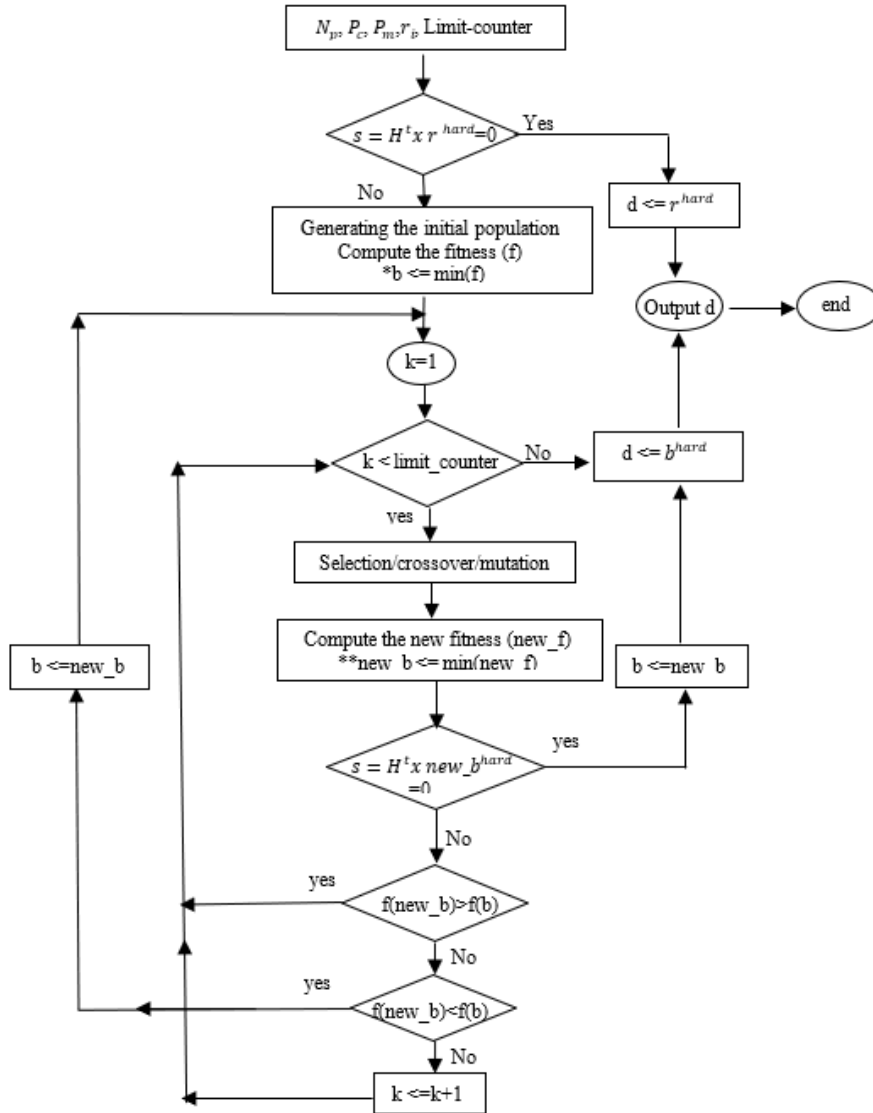 N_p, P_c, P_m, r_i, Limit-counter
s = H^t x r^hard=0
Yes
No
d <= r^hard
Generating the initial population
Compute the fitness (f)
*b <= min(f)
Output d
end
k=1
k < limit_counter
No
d <= b^hard
yes
Selection/crossover/mutation
Compute the new fitness (new_f)
**new_b <= min(new_f)
b <=new_b
b <=new_b
s = H^t x new_b^hard
=0
yes
No
yes
f(new_b)>f(b)
No
yes
f(new_b)<f(b)
No
k <=k+1